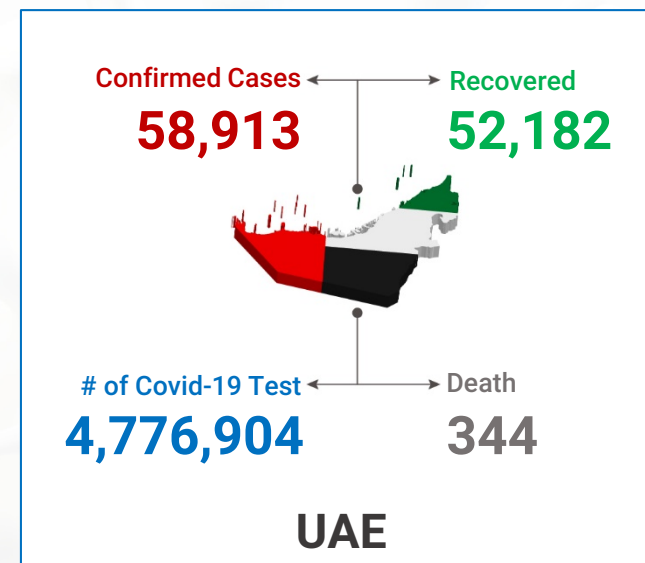 Confirmed Cases
Recovered
58,913
52,182
# of Covid-19 Test
Death
4,776,904
344
UAE